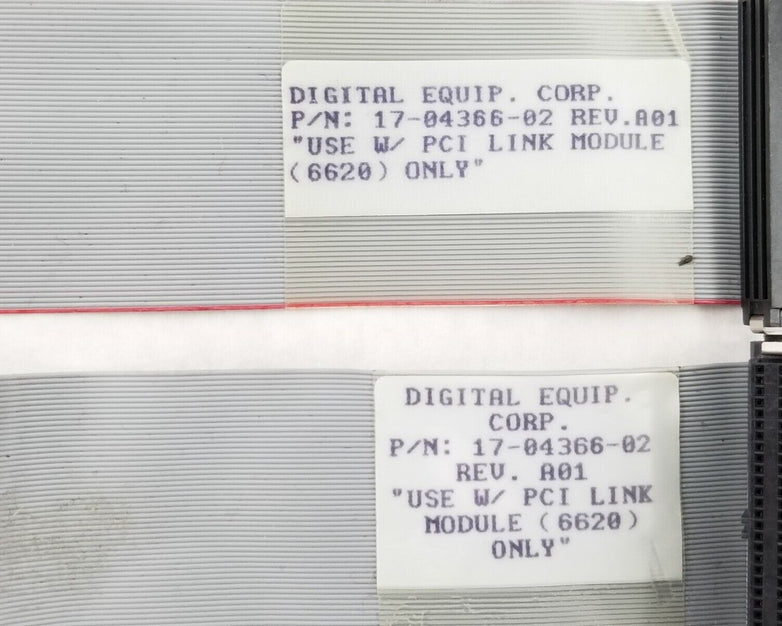 DIGITAL EQUIP. CORP.
P/N: 17-04366-02 REV.A01
"USE W/ PCI LINK MODULE
(6620) ONLY"
DIGITAL EQUIP.
CORP.
P/N: 17-04366-02
REV. A01
"USE W/ PCI LINK
MODULE (6620)
ONLY"